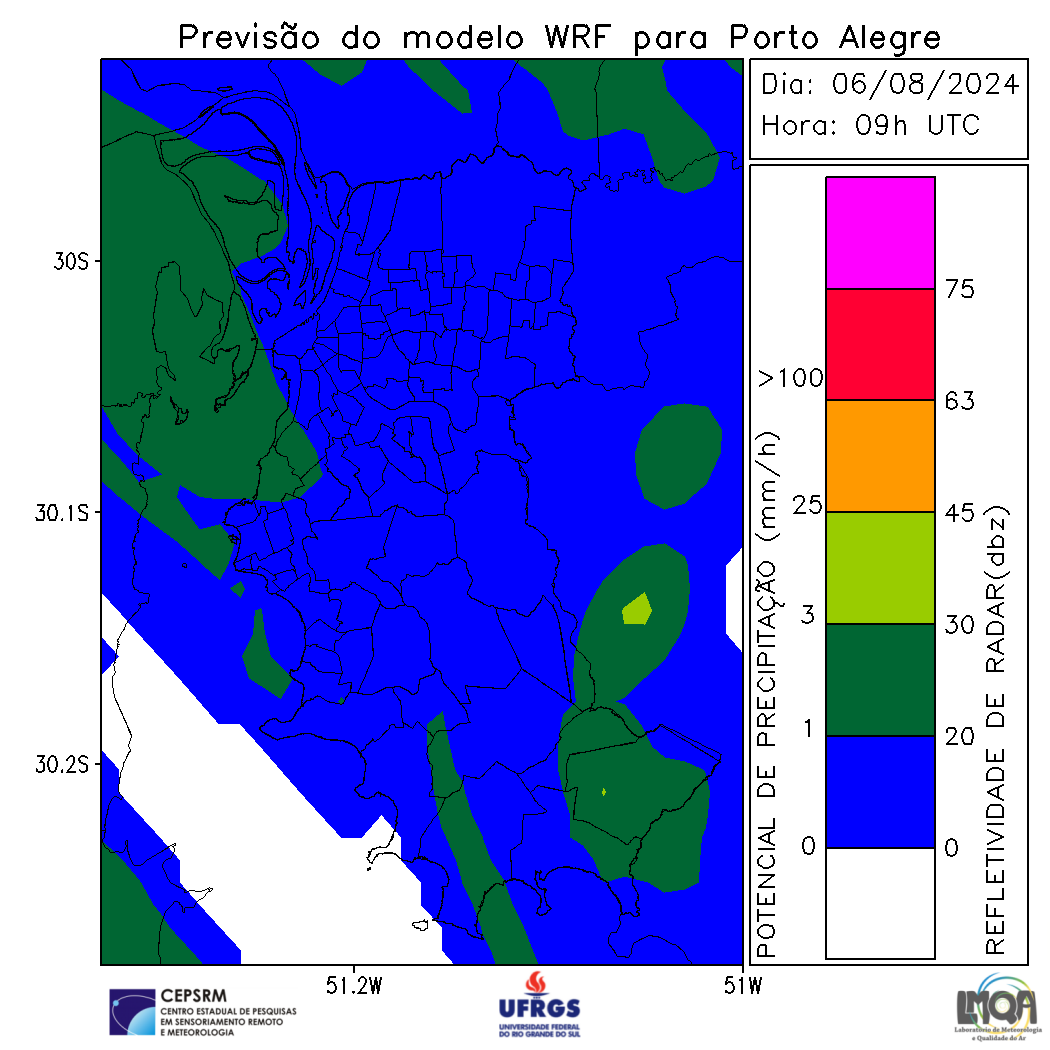 Previsão do modelo WRF para Porto Alegre
Dia: 06/08/2024
Hora: 09h UTC
30S
30.1S
30.2S
51.2W
51W
POTENCIAL DE PRECIPITAÇÃO (mm/h)
>100
25
3
1
0
75
63
45
30
20
0
REFLETIVIDADE DE RADAR(dbz)
CEPSRM
CENTRO ESTADUAL DE PESQUISAS
EM SENSORIAMENTO REMOTO
E METEOROLOGIA
UFRGS
UNIVERSIDADE FEDERAL
DO RIO GRANDE DO SUL
LMQA
Laboratório de Meteorologia
e Qualidade do Ar